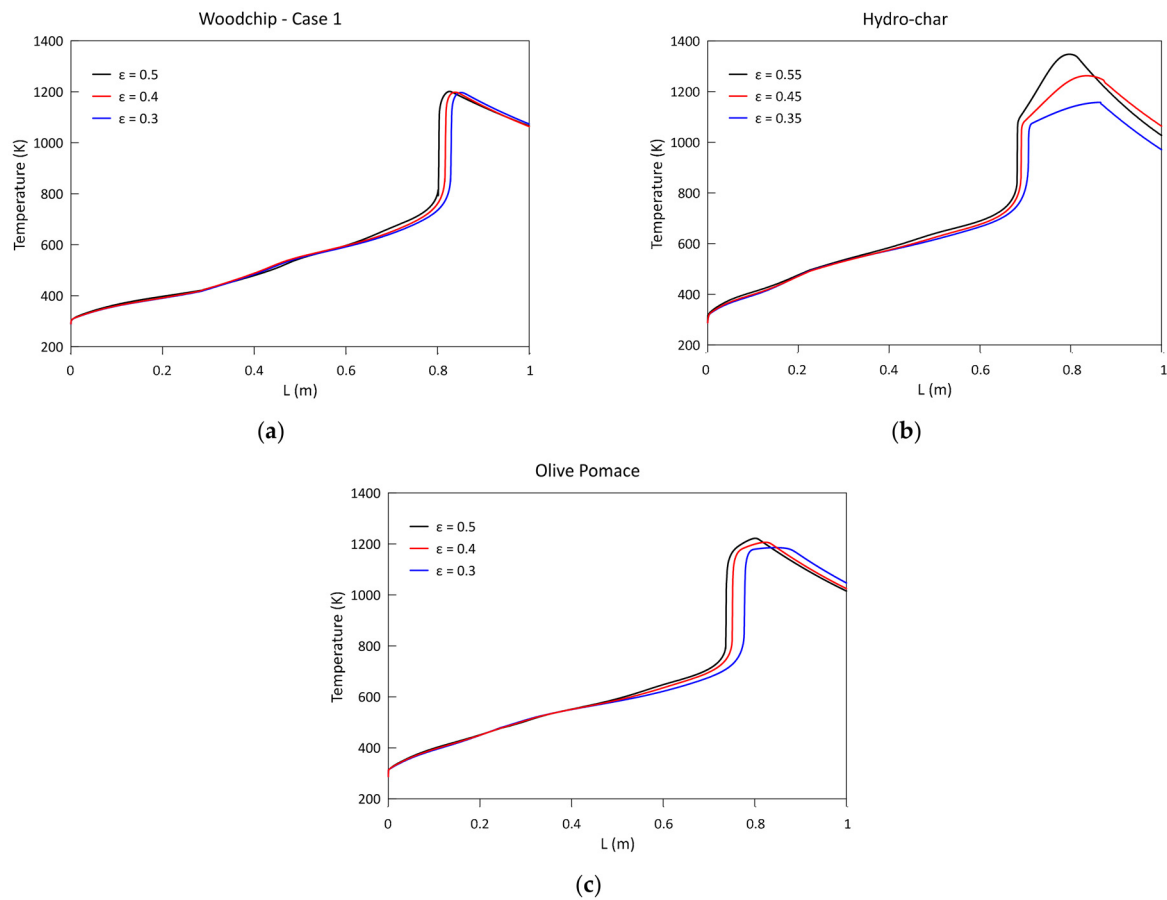 Woodchip - Case 1
1400
1200
1000
800
600
400
200
Temperature (K)
ε = 0.5
ε = 0.4
ε = 0.3
0
0.2
0.4
0.6
0.8
1
L (m)
(a)
Hydro-char
1400
1200
1000
800
600
400
200
Temperature (K)
ε = 0.55
ε = 0.45
ε = 0.35
0
0.2
0.4
0.6
0.8
1
L (m)
(b)
Olive Pomace
1400
1200
1000
800
600
400
200
Temperature (K)
ε = 0.5
ε = 0.4
ε = 0.3
0
0.2
0.4
0.6
0.8
1
L (m)
(c)